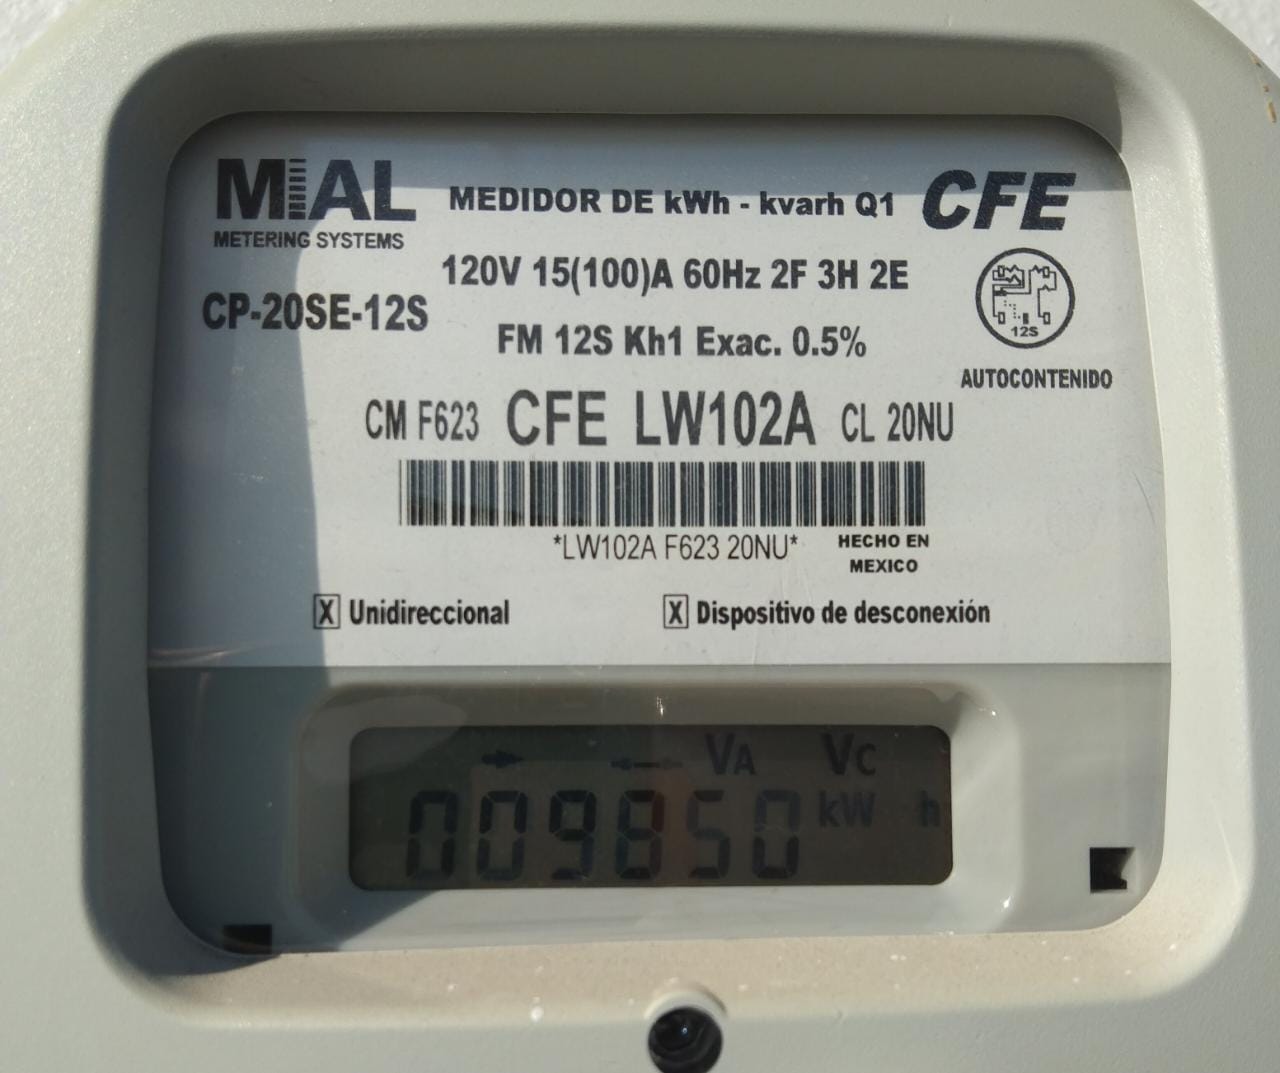 MIAL
METERING SYSTEMS
MEDIDOR DE kWh - kvarh Q1
CFE
120V 15(100)A 60Hz 2F 3H 2E
CP-20SE-12S
FM 12S Kh1 Exac. 0.5%
12S
AUTOCONTENIDO
CM F623 CFE LW102A CL 20NU
*LW102A F623 20NU*
HECHO EN
MEXICO
X Unidireccional
X Dispositivo de desconexión
VA VC
009850 kW h